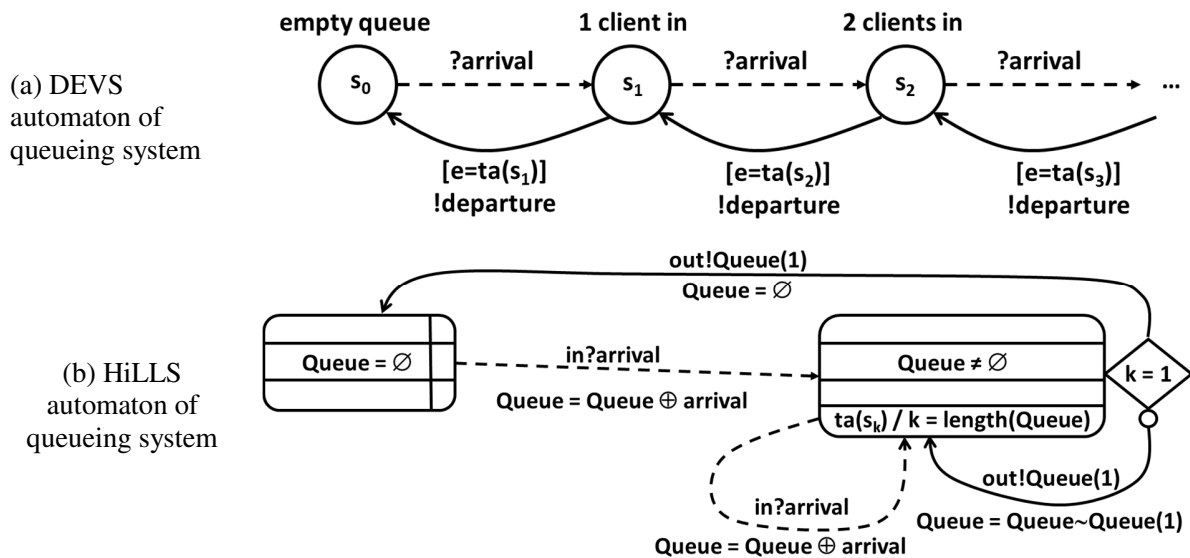 empty queue
1 client in
2 clients in
(a) DEVS
automaton of
queueing system
s0
?arrival
s1
?arrival
s2
?arrival
...
[e=ta(s1)]
!departure
[e=ta(s2)]
!departure
[e=ta(s3)]
!departure
(b) HiLLS
automaton of
queueing system
out!Queue(1)
Queue = ∅
Queue = ∅
in?arrival
Queue = Queue ⊕ arrival
Queue ≠ ∅
k = 1
ta(sk) / k = length(Queue)
in?arrival
Queue = Queue ⊕ arrival
out!Queue(1)
Queue = Queue~Queue(1)